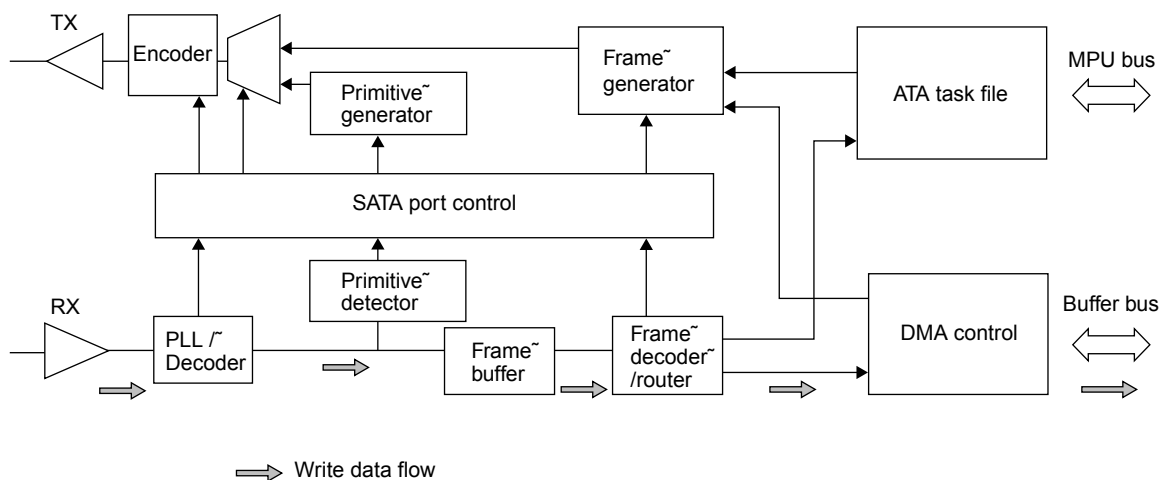 TX
Encoder
Frame˜
generator
ATA task file
MPU bus
Primitive˜
generator
SATA port control
Primitive˜
detector
RX
PLL /˜
Decoder
Frame˜
buffer
Frame˜
decoder˜
/router
DMA control
Buffer bus
Write data flow